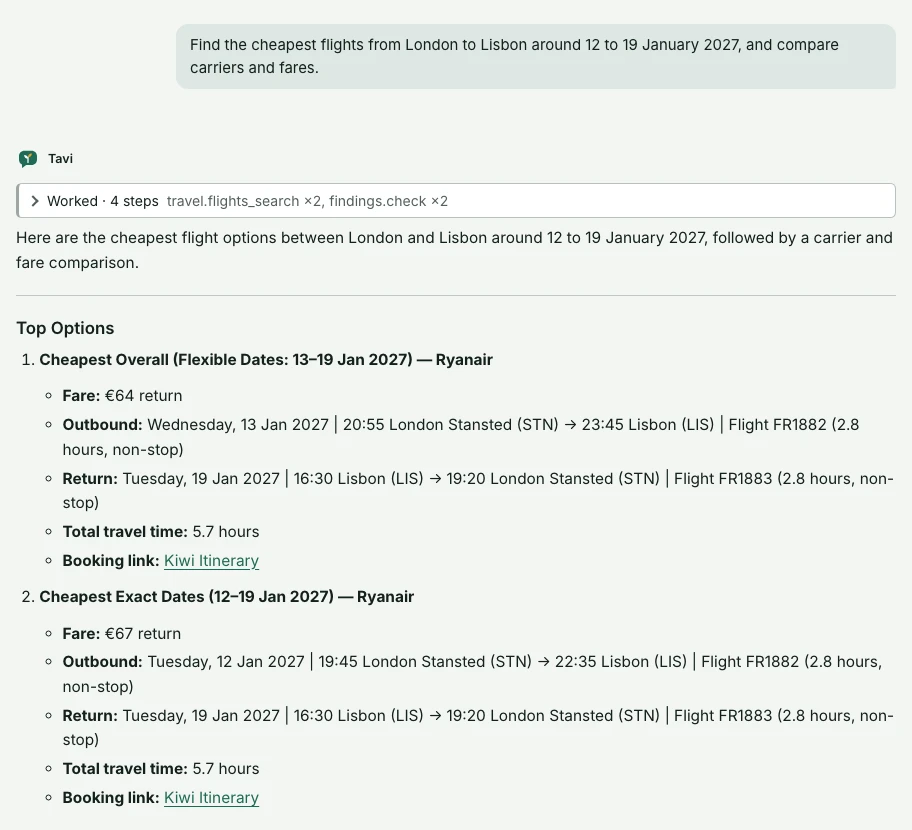 Find the cheapest flights from London to Lisbon around 12 to 19 January 2027, and compare
carriers and fares.
Tavi
Worked · 4 steps travel.flights_search ×2, findings.check ×2
Here are the cheapest flight options between London and Lisbon around 12 to 19 January 2027, followed by a carrier and
fare comparison.
Top Options
1. Cheapest Overall (Flexible Dates: 13–19 Jan 2027) — Ryanair
Fare: €64 return
Outbound: Wednesday, 13 Jan 2027 | 20:55 London Stansted (STN) → 23:45 Lisbon (LIS) | Flight FR1882 (2.8
hours, non-stop)
Return: Tuesday, 19 Jan 2027 | 16:30 Lisbon (LIS) → 19:20 London Stansted (STN) | Flight FR1883 (2.8 hours, non-
stop)
Total travel time: 5.7 hours
Booking link: Kiwi Itinerary
2. Cheapest Exact Dates (12–19 Jan 2027) — Ryanair
Fare: €67 return
Outbound: Tuesday, 12 Jan 2027 | 19:45 London Stansted (STN) → 22:35 Lisbon (LIS) | Flight FR1882 (2.8 hours,
non-stop)
Return: Tuesday, 19 Jan 2027 | 16:30 Lisbon (LIS) → 19:20 London Stansted (STN) | Flight FR1883 (2.8 hours, non-
stop)
Total travel time: 5.7 hours
Booking link: Kiwi Itinerary